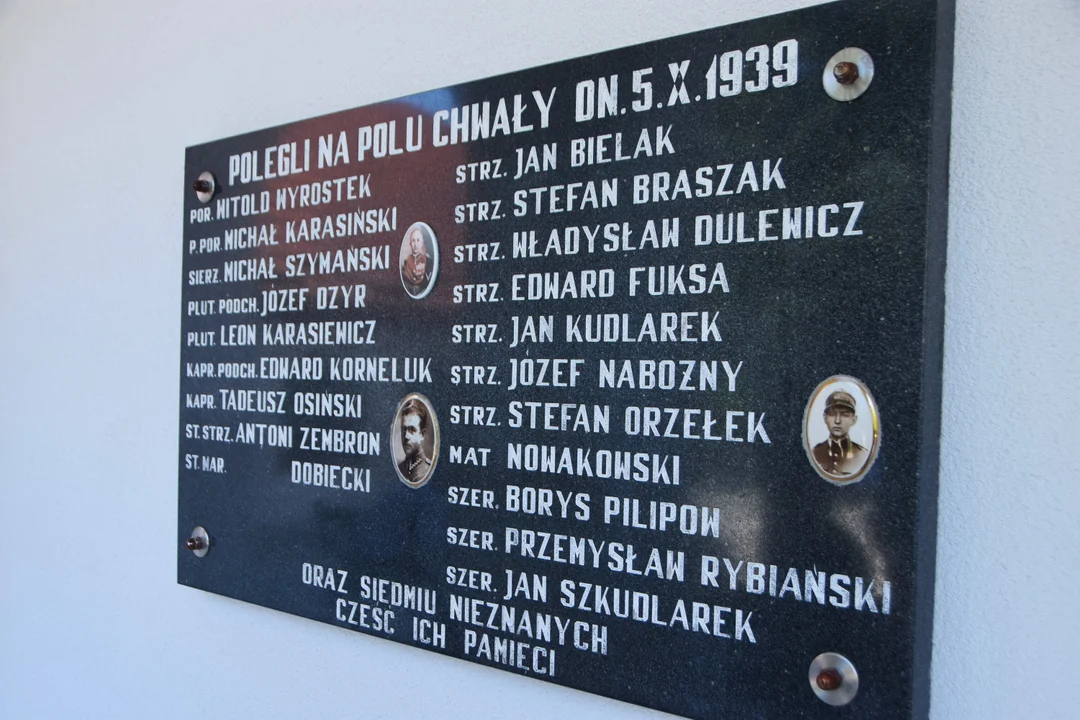 POLEGLI NA POLU CHWAŁY DN. 5.X.1939
POR. WITOLD WYROSTEK
P. POR. MICHAŁ KARASIŃSKI
SIERZ. MICHAŁ SZYMAŃSKI
PLUT. PODCH. JÓZEF DZYR
PLUT. LEON KARASIEWICZ
KAPR. PODCH. EDWARD KORNELUK
KAPR. TADEUSZ OSIŃSKI
ST. STRZ. ANTONI ZEMBROŃ
ST. MAR. DOBIECKI
STRZ. JAN BIELAK
STRZ. STEFAN BRASZAK
STRZ. WŁADYSŁAW DULEWICZ
STRZ. EDWARD FUKSA
STRZ. JAN KUDLAREK
STRZ. JÓZEF NABOŻNY
STRZ. STEFAN ORZEŁEK
MAT NOWAKOWSKI
SZER. BORYS PILIPOW
SZER. PRZEMYSŁAW RYBIAŃSKI
SZER. JAN SZKUDLAREK
ORAZ SIEDMIU NIEZNANYCH
CZEŚĆ ICH PAMIĘCI